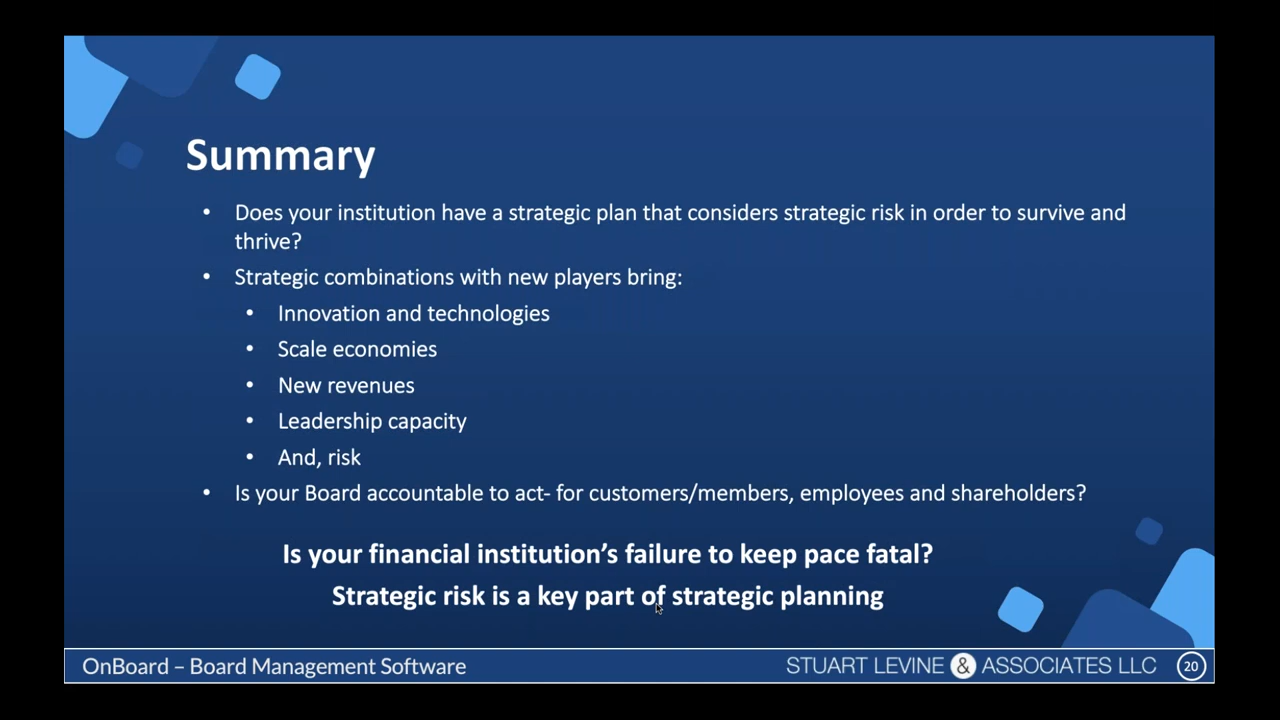 Summary
• Does your institution have a strategic plan that considers strategic risk in order to survive and
thrive?
• Strategic combinations with new players bring:
• Innovation and technologies
• Scale economies
• New revenues
• Leadership capacity
• And, risk
• Is your Board accountable to act- for customers/members, employees and shareholders?
Is your financial institution’s failure to keep pace fatal?
Strategic risk is a key part of strategic planning
OnBoard – Board Management Software
STUART LEVINE & ASSOCIATES LLC
20